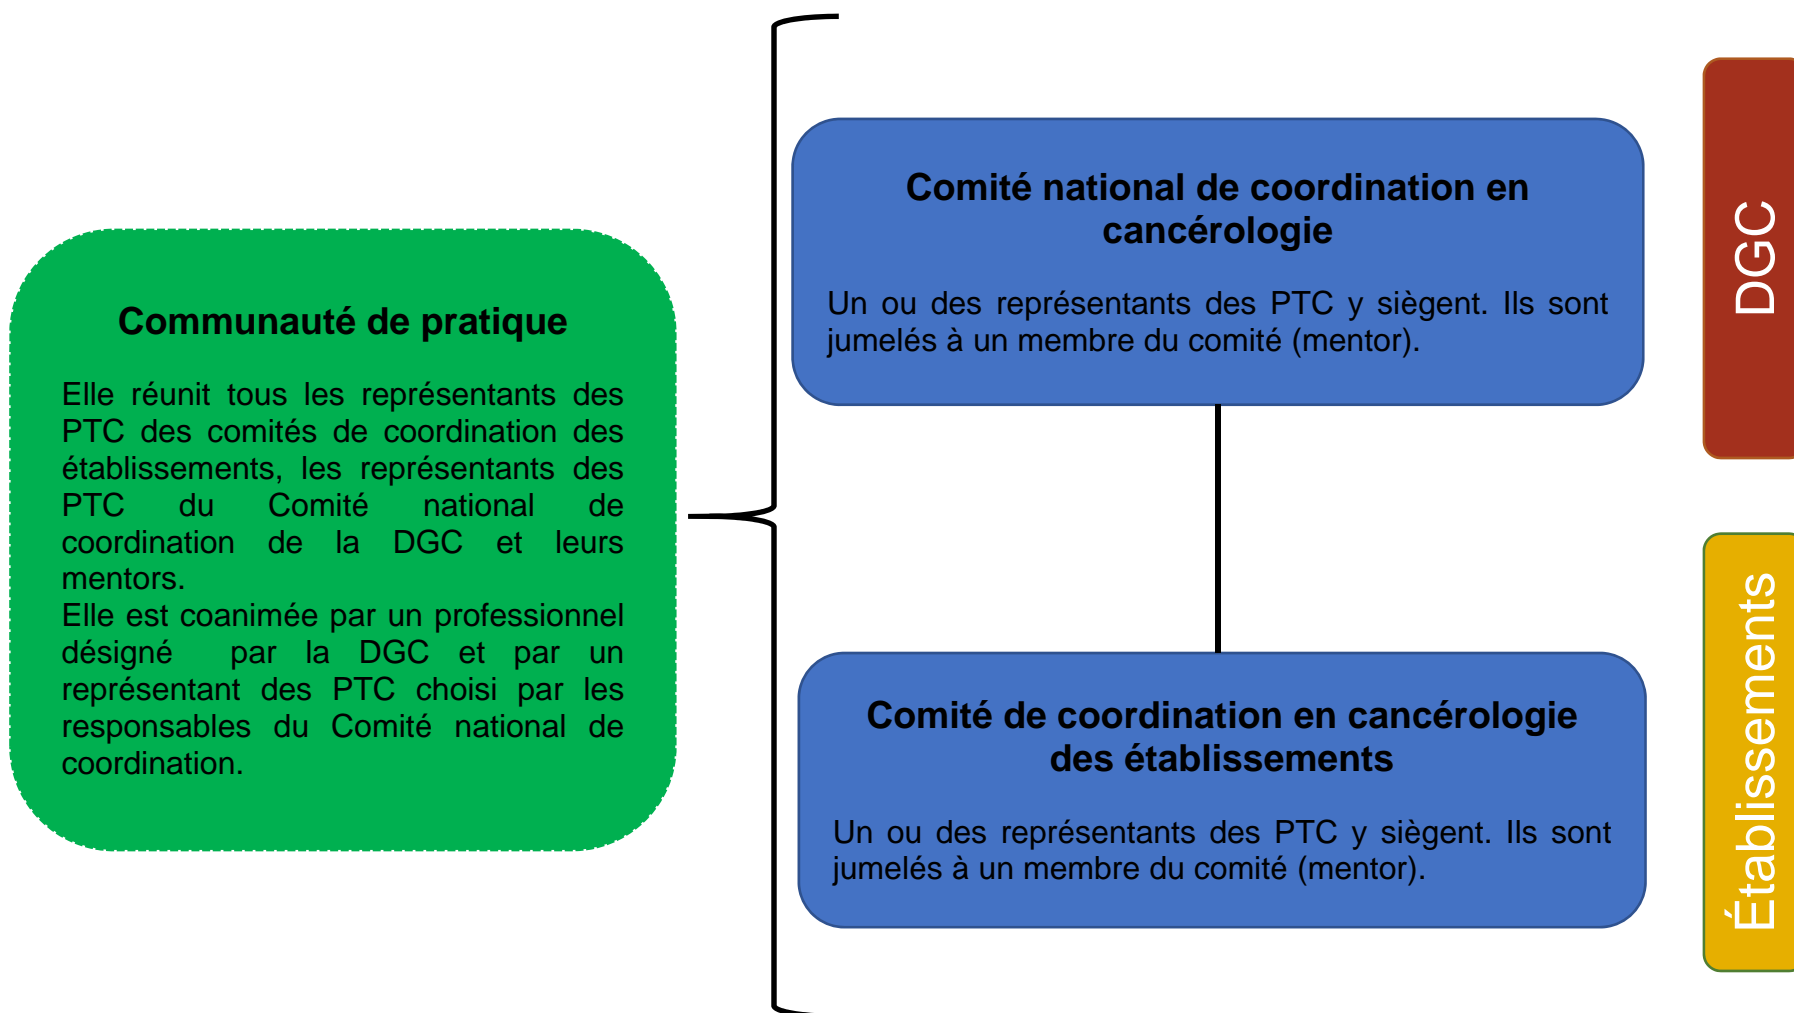 Communauté de pratique
Elle réunit tous les représentants des
PTC des comités de coordination des
établissements, les représentants des
PTC du Comité national de
coordination de la DGC et leurs
mentors.
Elle est coanimée par un professionnel
désigné par la DGC et par un
représentant des PTC choisi par les
responsables du Comité national de
coordination.
Comité national de coordination en
cancérologie
Un ou des représentants des PTC y siègent. Ils sont
jumelés à un membre du comité (mentor).
Comité de coordination en cancérologie
des établissements
Un ou des représentants des PTC y siègent. Ils sont
jumelés à un membre du comité (mentor).
DGC
Établissements